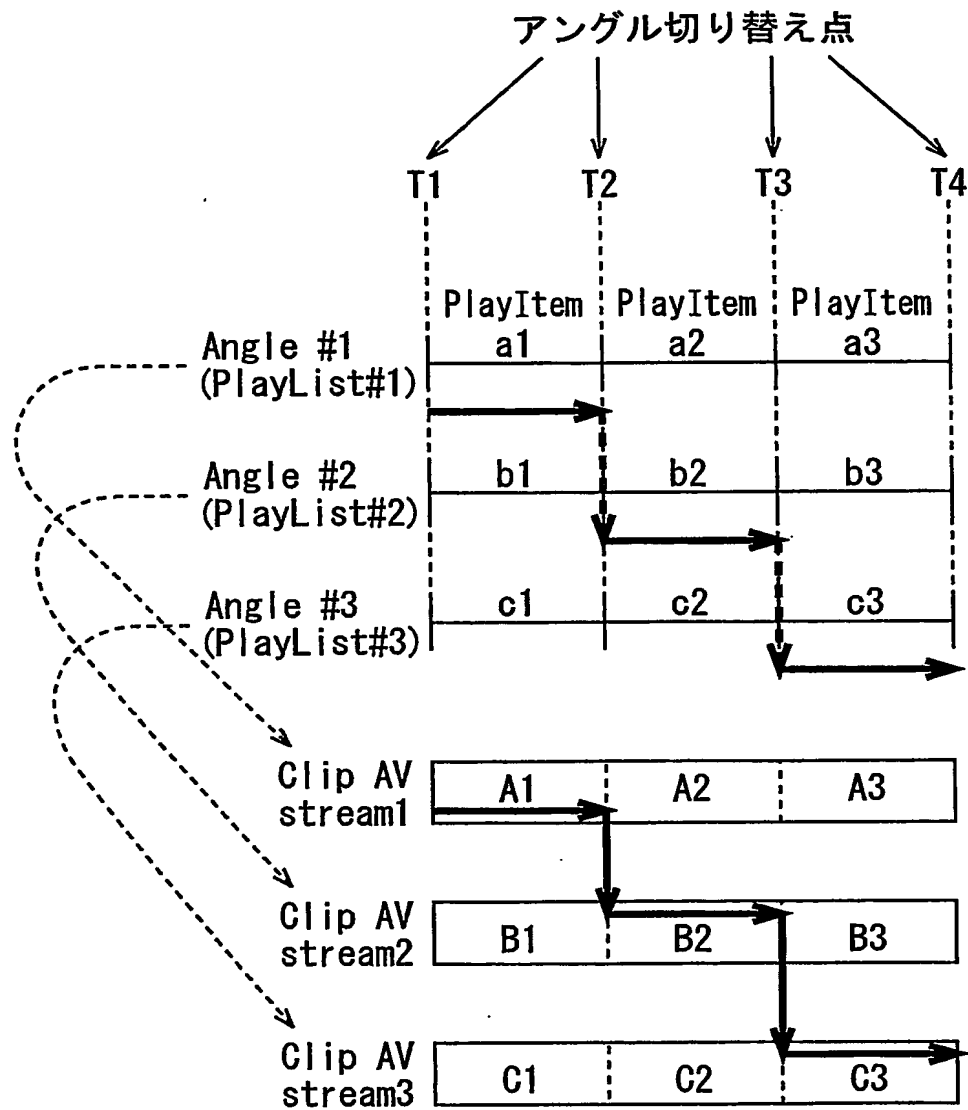 アングル切り替え点
T1 T2 T3 T4
PlayItem PlayItem PlayItem
a1 a2 a3
Angle #1
(PlayList#1)
b1 b2 b3
Angle #2
(PlayList#2)
c1 c2 c3
Angle #3
(PlayList#3)
Clip AV
stream1
A1 A2 A3
Clip AV
stream2
B1 B2 B3
Clip AV
stream3
C1 C2 C3